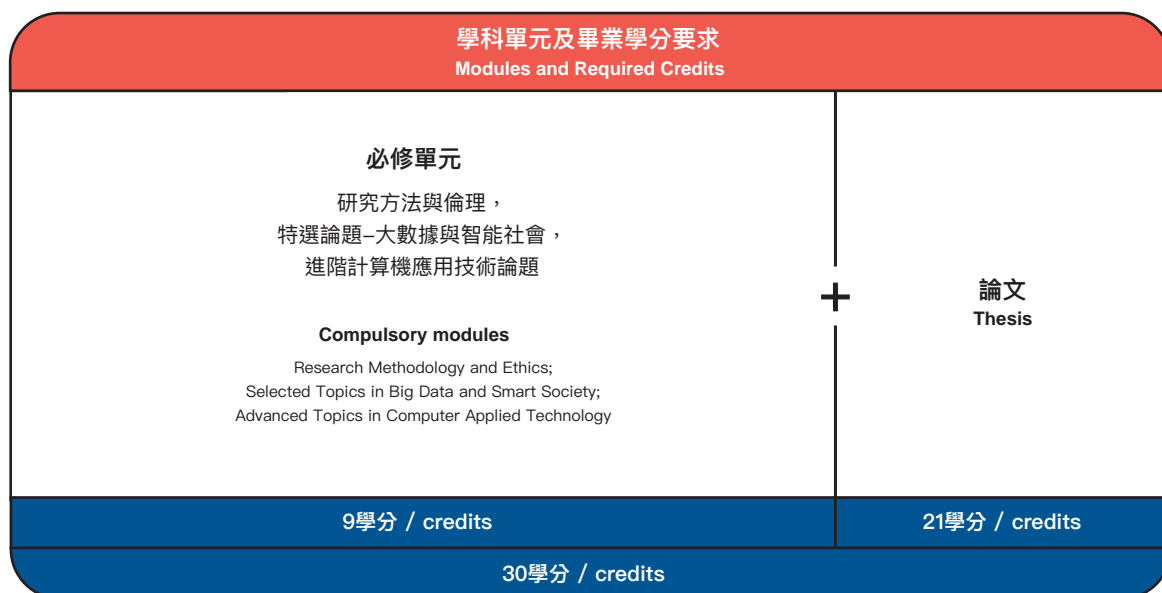 學科單元及畢業學分要求
Modules and Required Credits
必修單元
研究方法與倫理，
特選論題–大數據與智能社會，
進階計算機應用技術論題
Compulsory modules
Research Methodology and Ethics;
Selected Topics in Big Data and Smart Society;
Advanced Topics in Computer Applied Technology
+
論文
Thesis
9學分 / credits
21學分 / credits
30學分 / credits